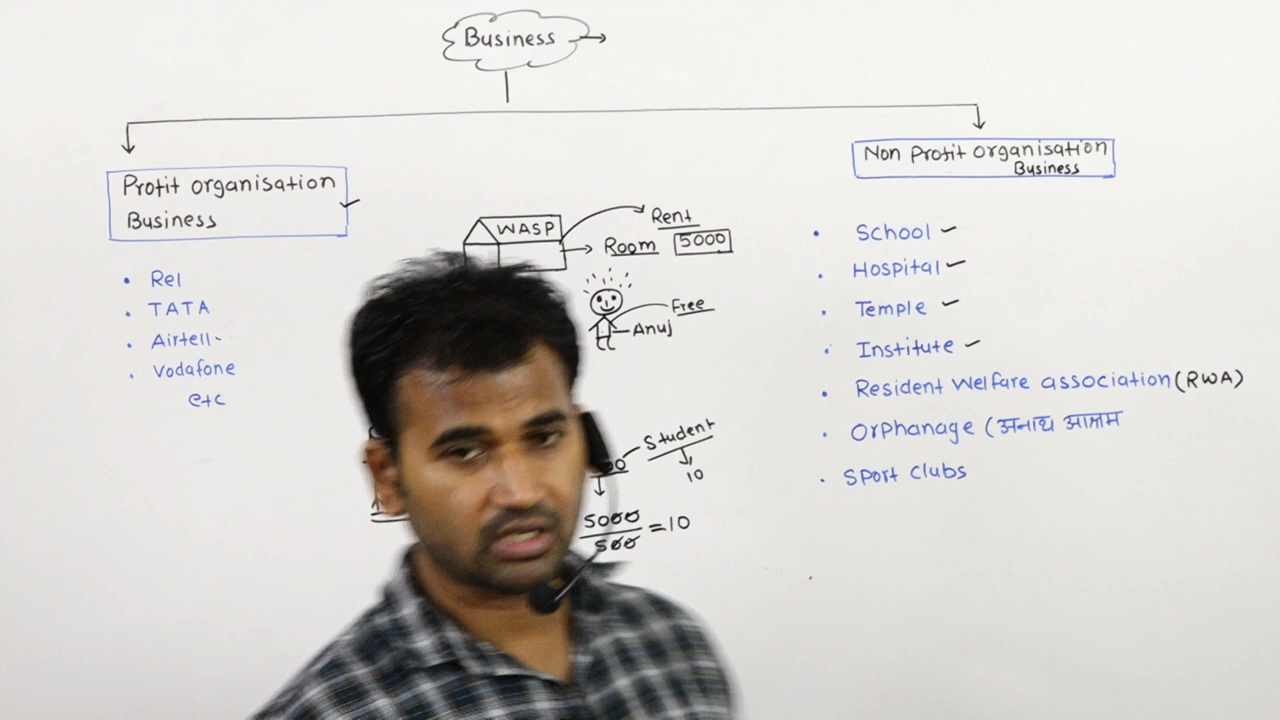 Business
Profit organisation
Business
Non Profit organisation
Business
• Rel
• TATA
• Airtell
• Vodafone
etc
WASP
Rent
Room 5000
Free
Anuj
Student
10
5000
500
=10
• School
• Hospital
• Temple
• Institute
• Resident Welfare association (RWA)
• Orphanage (अनाथ आश्रम
• Sport clubs